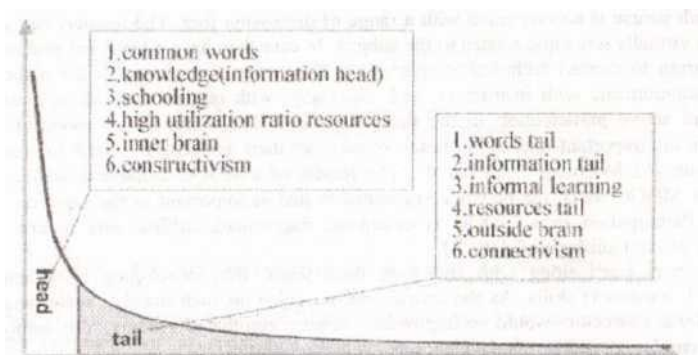 1.common words
2.knowledge(information head)
3.schooling
4.high utilization ratio resources
5.inner brain
6.constructivism
1.words tail
2.information tail
3.informal learning
4.resources tail
5.outside brain
6.connectivism
head
tail